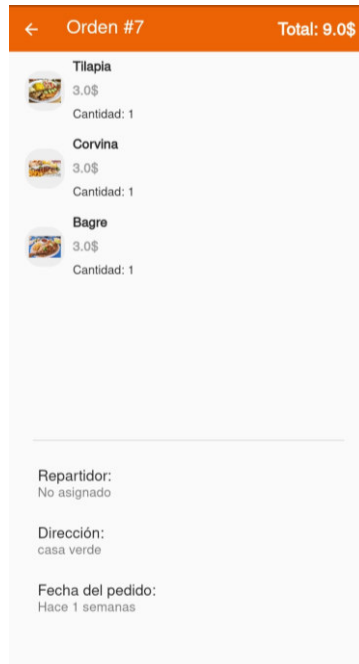 Orden #7
Total: 9.0$
Tilapia
3.0$
Cantidad: 1
Corvina
3.0$
Cantidad: 1
Bagre
3.0$
Cantidad: 1
Repartidor:
No asignado
Dirección:
casa verde
Fecha del pedido:
Hace 1 semanas